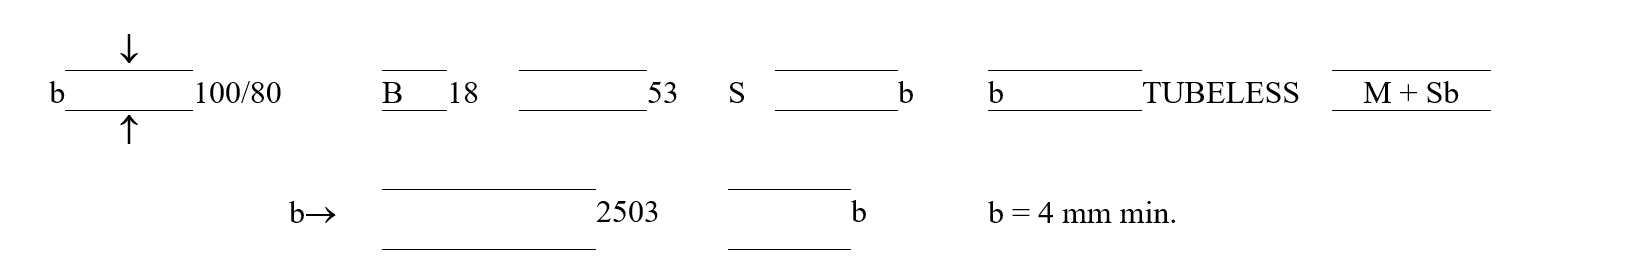 b 100/80 B 18 53 S b b TUBELESS M + Sb
b→ 2503 b b = 4 mm min.